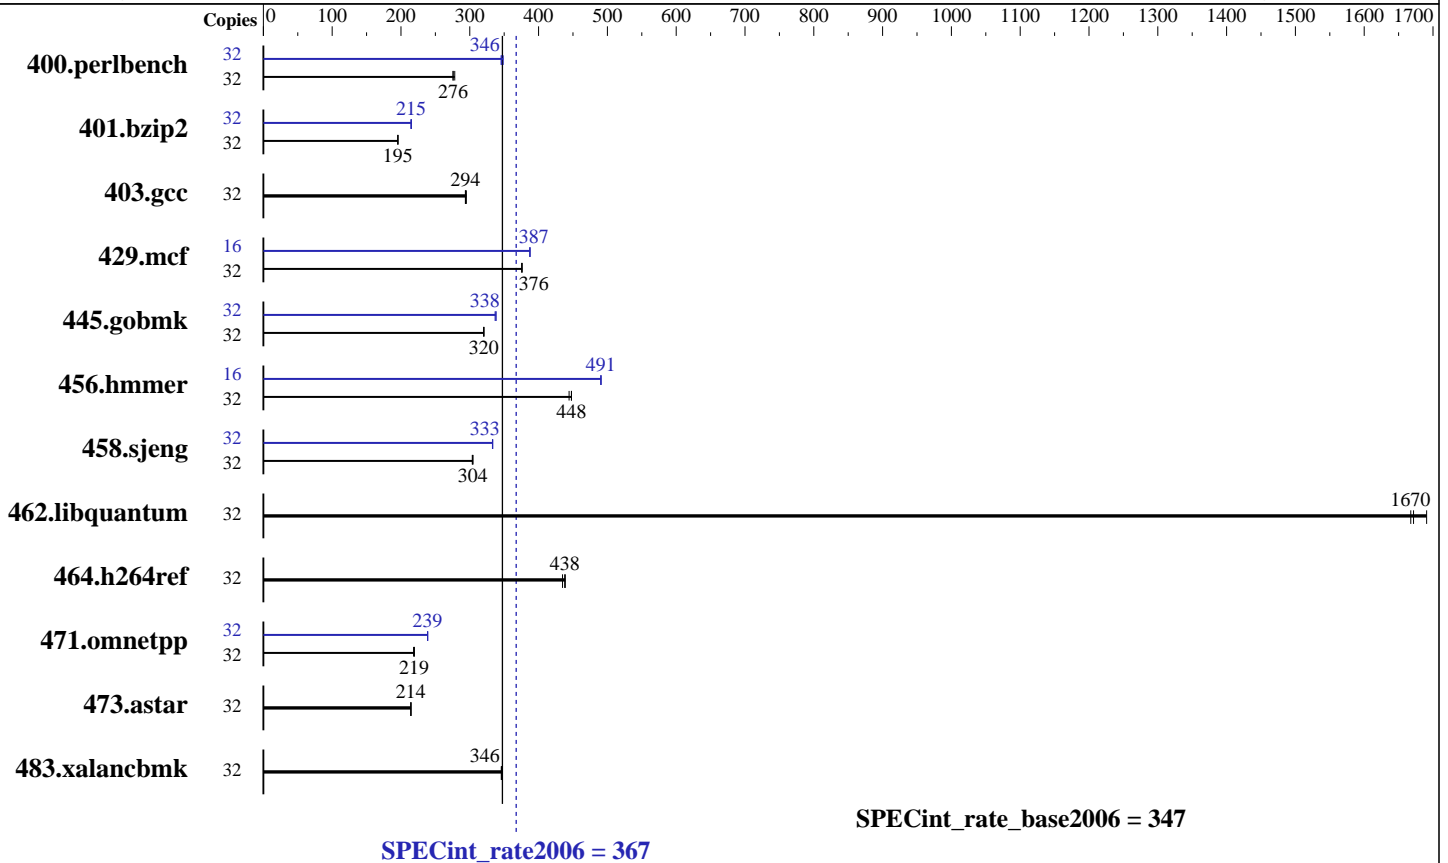 Copies 0 100 200 300 400 500 600 700 800 900 1000 1100 1200 1300 1400 1500 1600 1700
400.perlbench 32 346
32 276
401.bzip2 32 215
32 195
403.gcc 32 294
429.mcf 16 387
32 376
445.gobmk 32 338
32 320
456.hmmer 16 491
32 448
458.sjeng 32 333
32 304
462.libquantum 32 1670
464.h264ref 32 438
471.omnetpp 32 239
32 219
473.astar 32 214
483.xalancbmk 32 346
SPECint_rate_base2006 = 347
SPECint_rate2006 = 367